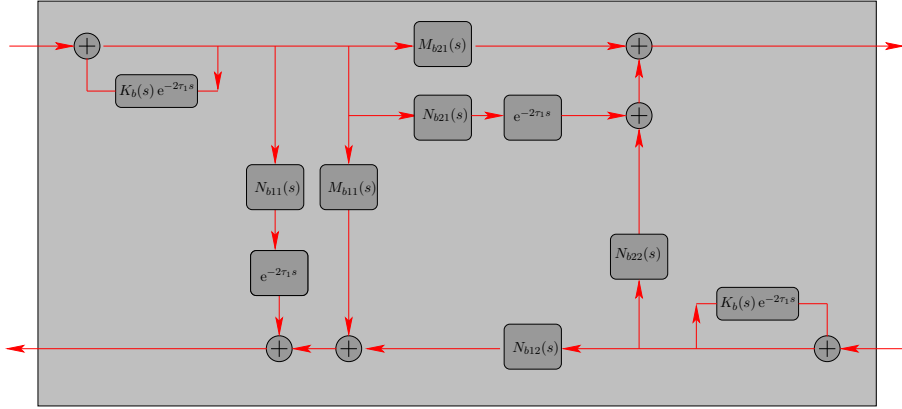 +
M_{b21}(s)
+
K_b(s) e^{−2τ_1 s}
N_{b21}(s)
e^{−2τ_1 s}
+
N_{b11}(s)
M_{b11}(s)
N_{b22}(s)
e^{−2τ_1 s}
K_b(s) e^{−2τ_1 s}
+
+
N_{b12}(s)
+